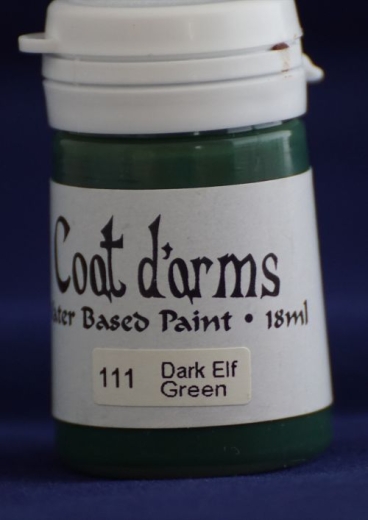 Coat d'arms
ater Based Paint • 18ml
111 Dark Elf
Green